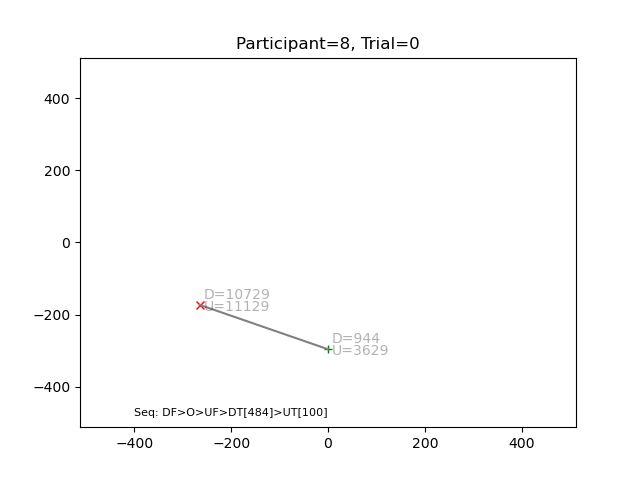 Participant=8, Trial=0
400
200
0
−200
−400
D=10729
U=11129
D=944
U=3629
Seq: DF>O>UF>DT[484]>UT[100]
−400
−200
0
200
400